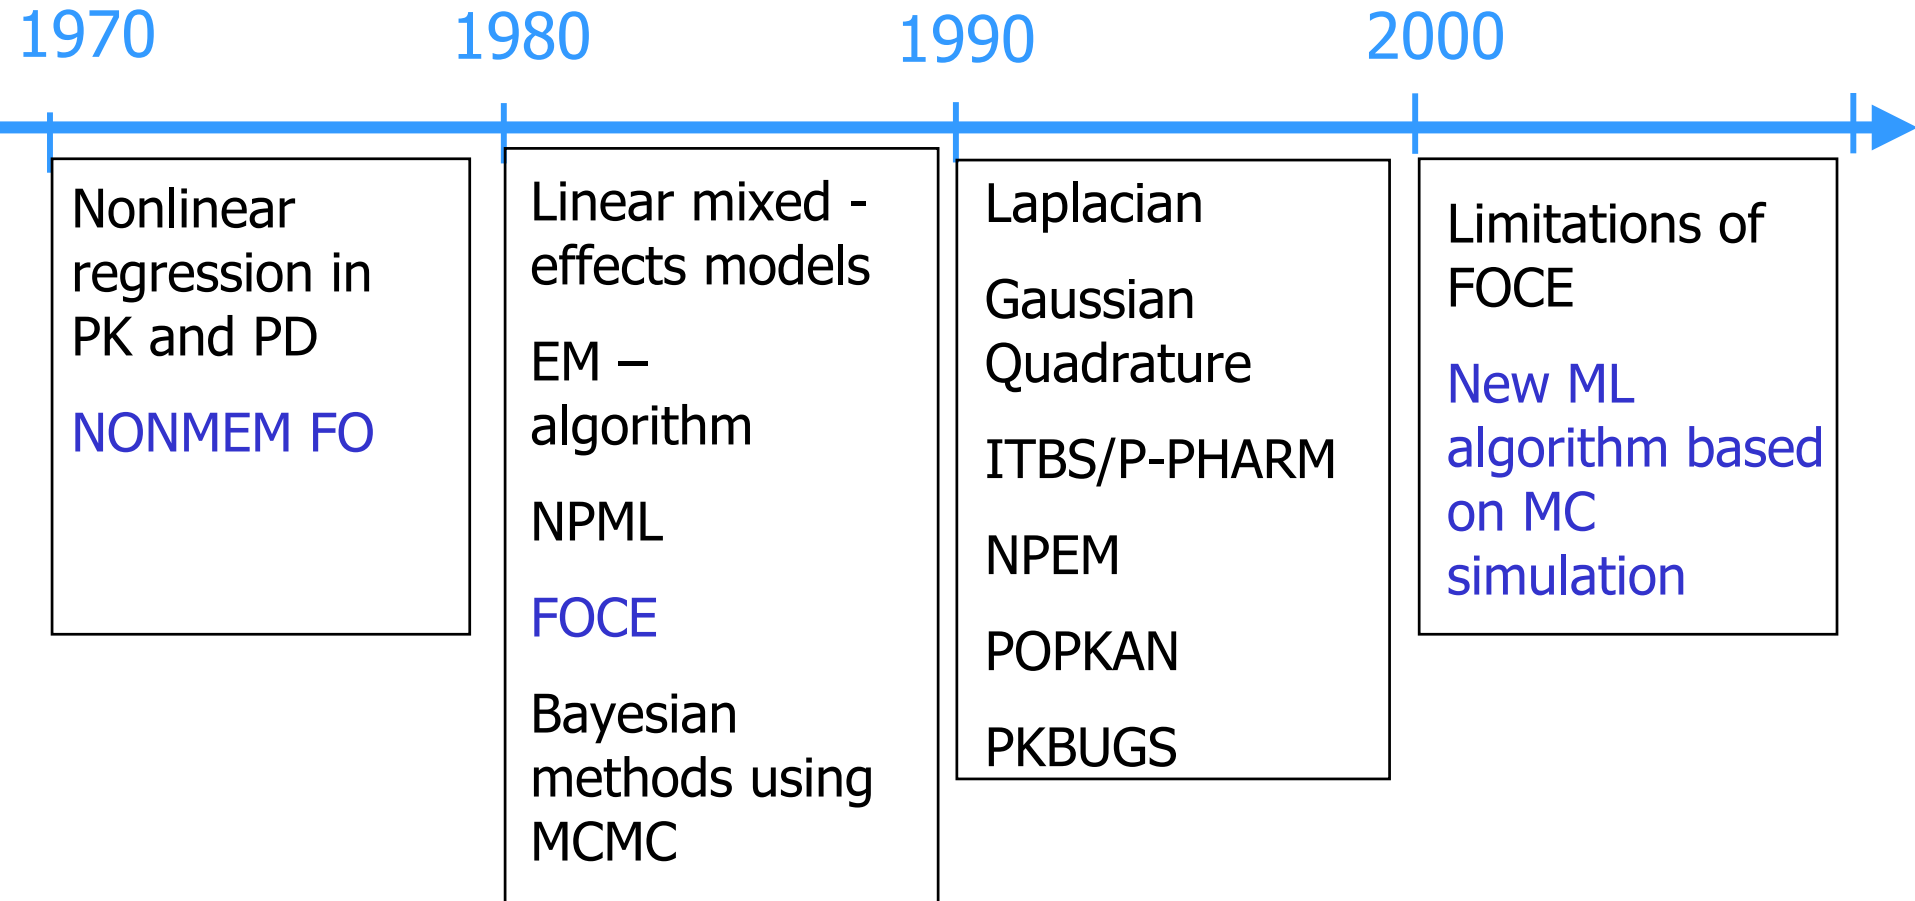 1970
1980
1990
2000
Nonlinear
regression in
PK and PD
NONMEM FO
Linear mixed -
effects models
EM –
algorithm
NPML
FOCE
Bayesian
methods using
MCMC
Laplacian
Gaussian
Quadrature
ITBS/P-PHARM
NPEM
POPKAN
PKBUGS
Limitations of
FOCE
New ML
algorithm based
on MC
simulation